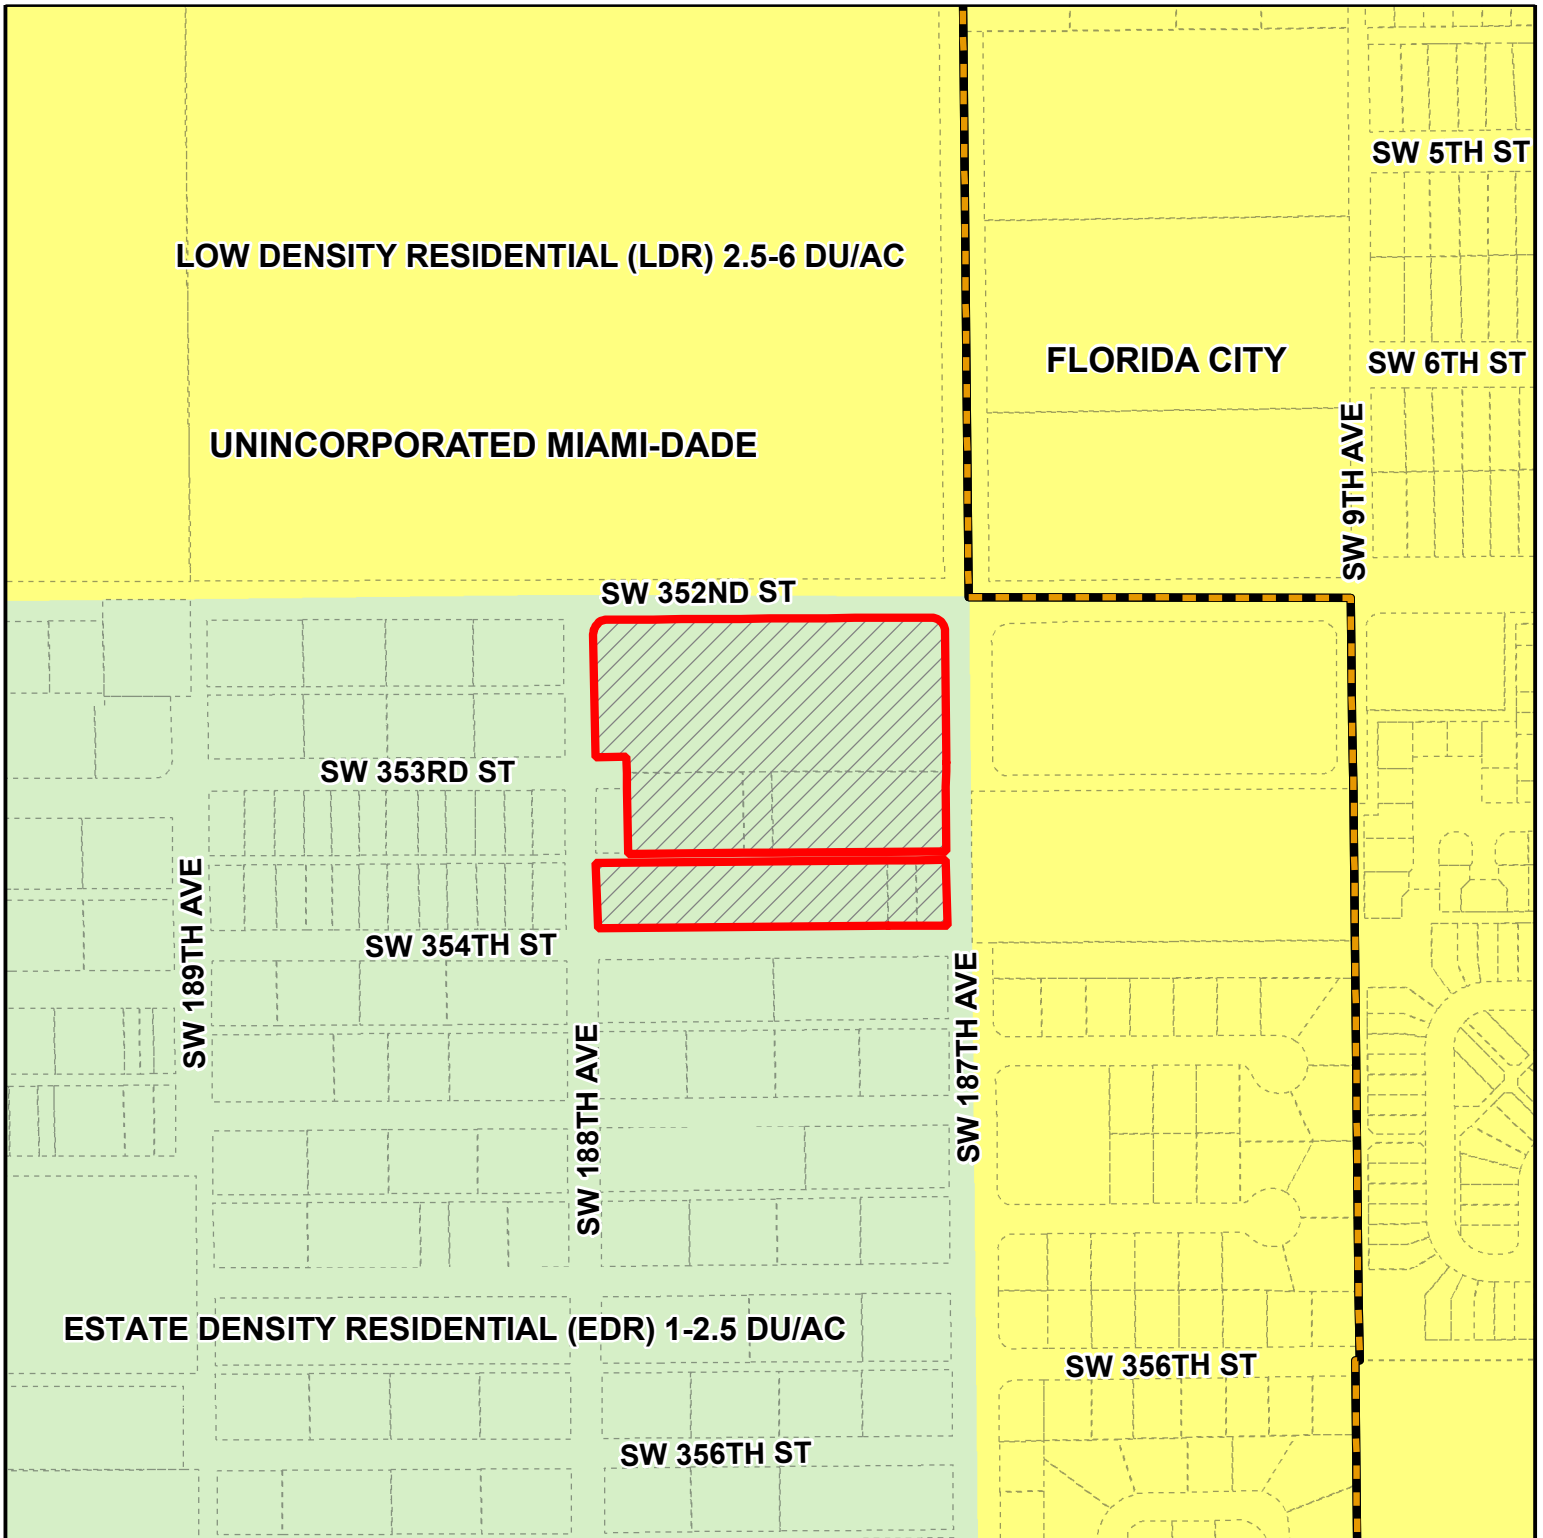 SW 5TH ST
LOW DENSITY RESIDENTIAL (LDR) 2.5-6 DU/AC
FLORIDA CITY
SW 6TH ST
UNINCORPORATED MIAMI-DADE
SW 9TH AVE
SW 352ND ST
SW 353RD ST
SW 189TH AVE
SW 354TH ST
SW 187TH AVE
SW 188TH AVE
ESTATE DENSITY RESIDENTIAL (EDR) 1-2.5 DU/AC
SW 356TH ST
SW 356TH ST